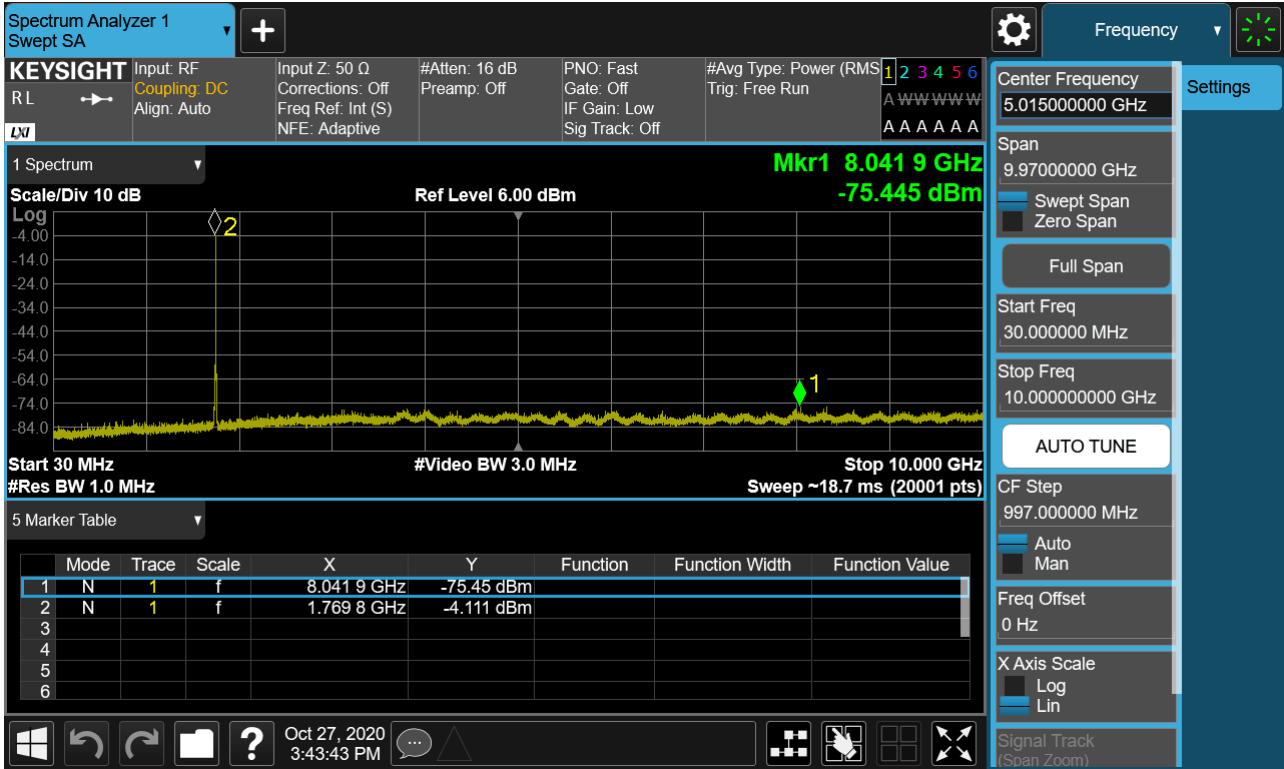 Spectrum Analyzer 1
Swept SA
Frequency
KEYSIGHT
R L
LXI
Input: RF
Coupling: DC
Align: Auto
Input Z: 50 Ω
Corrections: Off
Freq Ref: Int (S)
NFE: Adaptive
#Atten: 16 dB
Preamp: Off
PNO: Fast
Gate: Off
IF Gain: Low
Sig Track: Off
#Avg Type: Power (RMS
Trig: Free Run
1 2 3 4 5 6
A W W W W W
A A A A A A
1 Spectrum
Mkr1 8.041 9 GHz
-75.445 dBm
Scale/Div 10 dB
Ref Level 6.00 dBm
Log
-4.00
-14.0
-24.0
-34.0
-44.0
-54.0
-64.0
-74.0
-84.0
2
1
Start 30 MHz
#Video BW 3.0 MHz
Stop 10.000 GHz
#Res BW 1.0 MHz
Sweep ~18.7 ms (20001 pts)
5 Marker Table
Mode Trace Scale X Y Function Function Width Function Value
1 N 1 f 8.041 9 GHz -75.45 dBm
2 N 1 f 1.769 8 GHz -4.111 dBm
3
4
5
6
Oct 27, 2020
3:43:43 PM
Center Frequency
5.015000000 GHz
Settings
Span
9.97000000 GHz
Swept Span
Zero Span
Full Span
Start Freq
30.000000 MHz
Stop Freq
10.000000000 GHz
AUTO TUNE
CF Step
997.000000 MHz
Auto
Man
Freq Offset
0 Hz
X Axis Scale
Log
Lin
Signal Track
(Span Zoom)